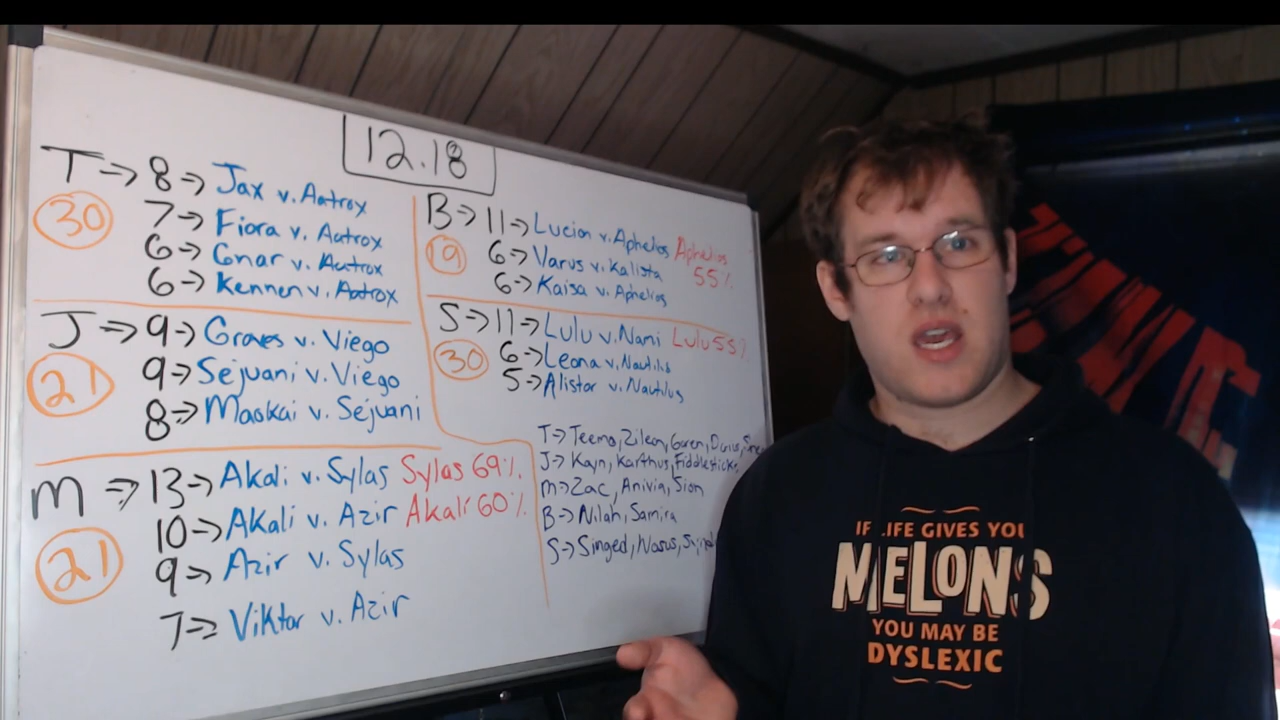 12.18
T → 8 → Jax v. Aatrox
30
7 → Fiora v. Aatrox
6 → Gnar v. Aatrox
6 → Kennen v. Aatrox
J → 9 → Graves v. Viego
21
9 → Sejuani v. Viego
8 → Maokai v. Sejuani
M → 13 → Akali v. Sylas Sylas 69%
10 → Akali v. Azir Akali 60%
21
9 → Azir v. Sylas
7 → Viktor v. Azir
B → 11 → Lucian v. Aphelios Aphelios 55%
19
6 → Varus v. Kalista
6 → Kaisa v. Aphelios
S → 11 → Lulu v. Nami Lulu 55%
30
6 → Leona v. Nautilus
5 → Alistar v. Nautilus
T → Teemo, Zilean, Garen, Darius,
J → Kayn, Karthus, Fiddlesticks
M → Zac, Anivia, Sion
B → Nilah, Samira
S → Singed, Nasus,
IF LIFE GIVES YOU
MELONS
YOU MAY BE
DYSLEXIC